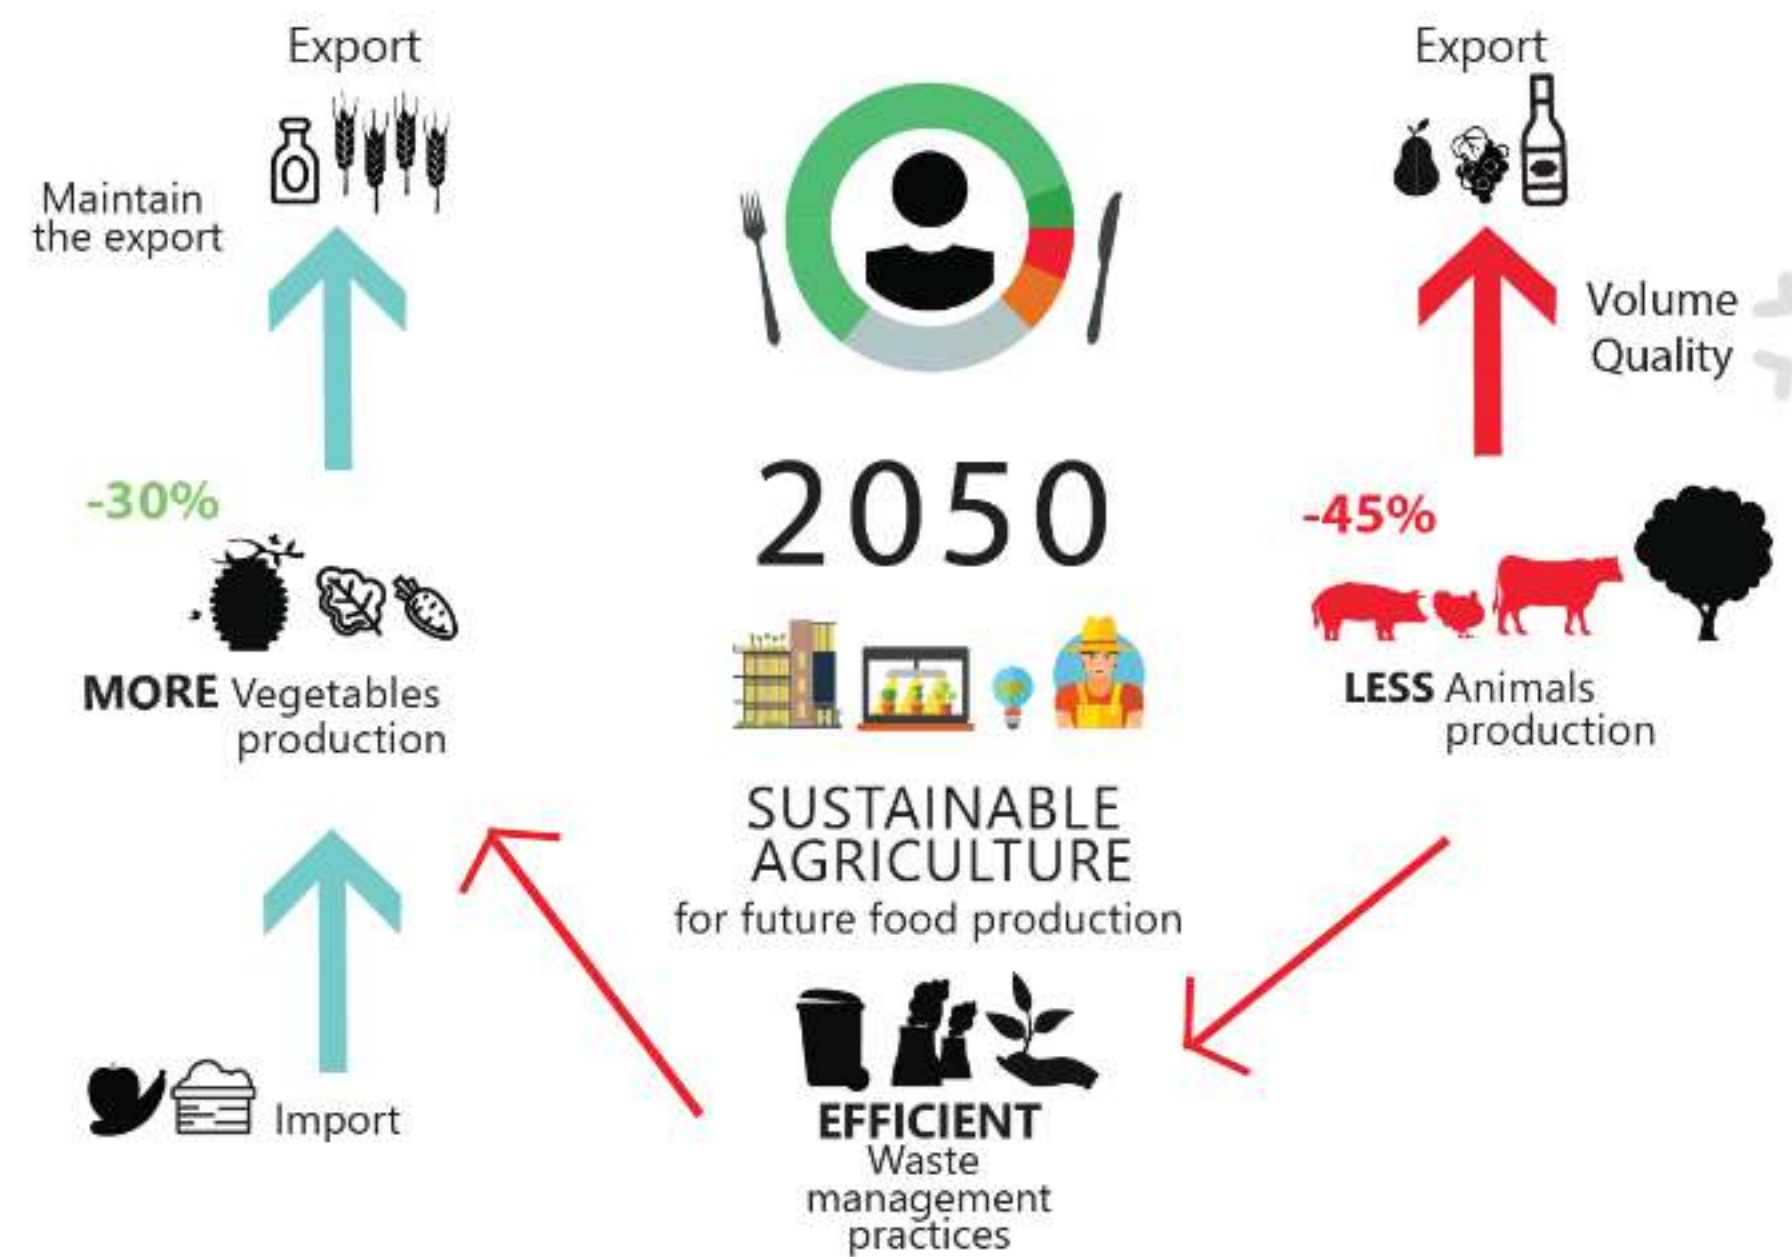 Export
Maintain
the export
-30%
MORE Vegetables
production
Import
2050
SUSTAINABLE
AGRICULTURE
for future food production
EFFICIENT
Waste
management
practices
Export
Volume
Quality
-45%
LESS Animals
production